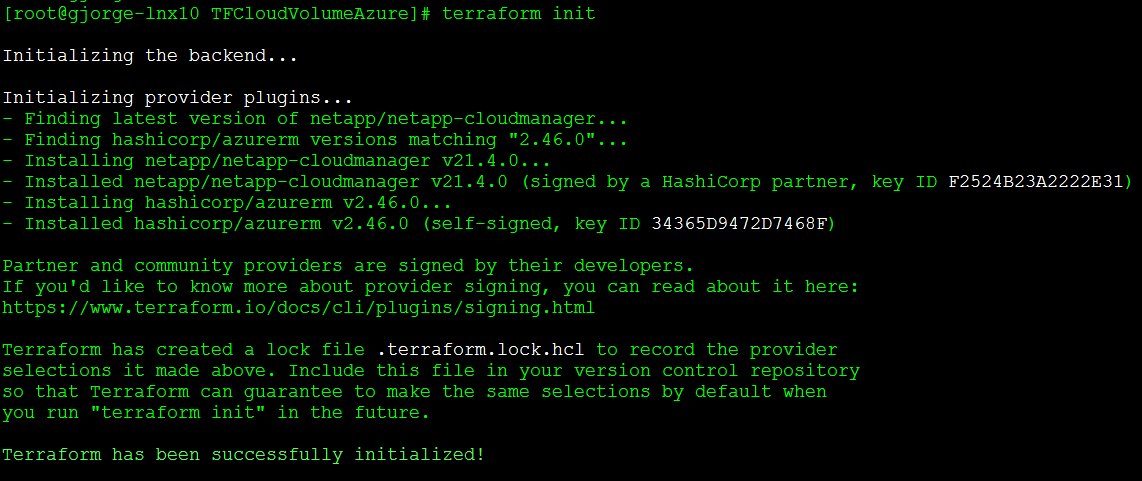 [root@gjorge-lnx10 TFCloudVolumeAzure]# terraform init
Initializing the backend...
Initializing provider plugins...
- Finding latest version of netapp/netapp-cloudmanager...
- Finding hashicorp/azurerm versions matching "2.46.0"...
- Installing netapp/netapp-cloudmanager v21.4.0...
- Installed netapp/netapp-cloudmanager v21.4.0 (signed by a HashiCorp partner, key ID F2524B23A2222E31)
- Installing hashicorp/azurerm v2.46.0...
- Installed hashicorp/azurerm v2.46.0 (self-signed, key ID 34365D9472D7468F)
Partner and community providers are signed by their developers.
If you'd like to know more about provider signing, you can read about it here:
https://www.terraform.io/docs/cli/plugins/signing.html
Terraform has created a lock file .terraform.lock.hcl to record the provider
selections it made above. Include this file in your version control repository
so that Terraform can guarantee to make the same selections by default when
you run "terraform init" in the future.
Terraform has been successfully initialized!